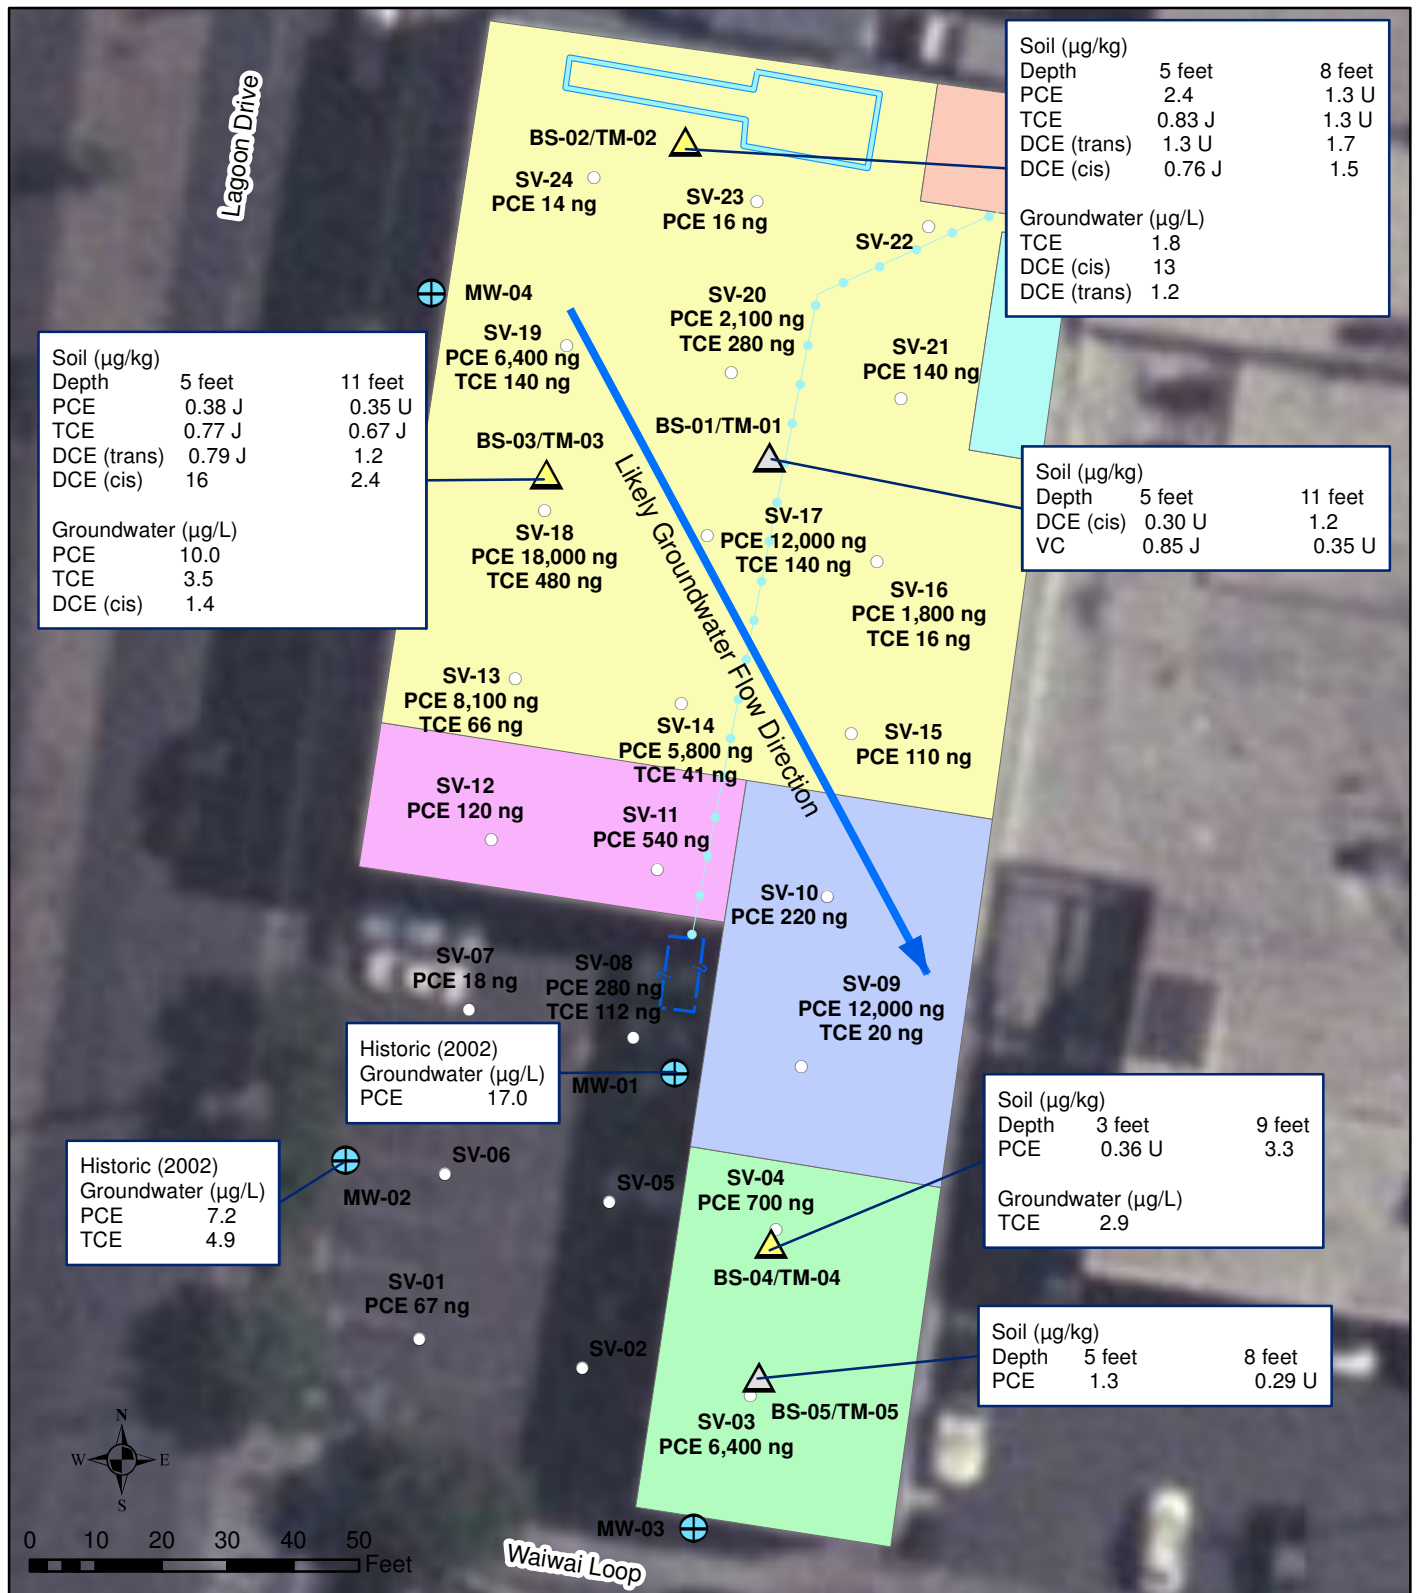 Lagoon Drive
Soil (µg/kg)
Depth 5 feet 8 feet
PCE 2.4 1.3 U
TCE 0.83 J 1.3 U
DCE (trans) 1.3 U 1.7
DCE (cis) 0.76 J 1.5
Groundwater (µg/L)
TCE 1.8
DCE (cis) 13
DCE (trans) 1.2
BS-02/TM-02
SV-24
PCE 14 ng
SV-23
PCE 16 ng
SV-22
MW-04
SV-20
PCE 2,100 ng
TCE 280 ng
SV-19
PCE 6,400 ng
TCE 140 ng
SV-21
PCE 140 ng
Soil (µg/kg)
Depth 5 feet 11 feet
PCE 0.38 J 0.35 U
TCE 0.77 J 0.67 J
DCE (trans) 0.79 J 1.2
DCE (cis) 16 2.4
Groundwater (µg/L)
PCE 10.0
TCE 3.5
DCE (cis) 1.4
BS-03/TM-03
BS-01/TM-01
Soil (µg/kg)
Depth 5 feet 11 feet
DCE (cis) 0.30 U 1.2
VC 0.85 J 0.35 U
Likely Groundwater Flow Direction
SV-18
PCE 18,000 ng
TCE 480 ng
SV-17
PCE 12,000 ng
TCE 140 ng
SV-16
PCE 1,800 ng
TCE 16 ng
SV-13
PCE 8,100 ng
TCE 66 ng
SV-14
PCE 5,800 ng
TCE 41 ng
SV-15
PCE 110 ng
SV-12
PCE 120 ng
SV-11
PCE 540 ng
SV-10
PCE 220 ng
SV-07
PCE 18 ng
SV-08
PCE 280 ng
TCE 112 ng
SV-09
PCE 12,000 ng
TCE 20 ng
Historic (2002)
Groundwater (µg/L)
PCE 17.0
MW-01
Historic (2002)
Groundwater (µg/L)
PCE 7.2
TCE 4.9
MW-02
SV-06
SV-05
SV-04
PCE 700 ng
Soil (µg/kg)
Depth 3 feet 9 feet
PCE 0.36 U 3.3
Groundwater (µg/L)
TCE 2.9
BS-04/TM-04
SV-01
PCE 67 ng
SV-02
Soil (µg/kg)
Depth 5 feet 8 feet
PCE 1.3 0.29 U
BS-05/TM-05
SV-03
PCE 6,400 ng
N
W E
S
MW-03
0 10 20 30 40 50
Feet
Waiwai Loop